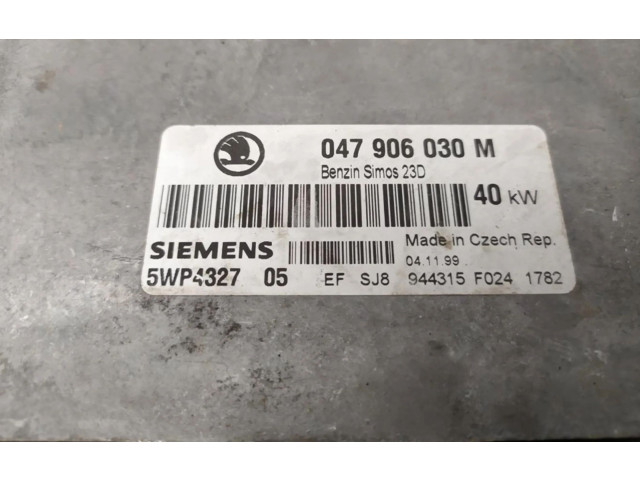 047 906 030 M
Benzin Simos 23D
40 kW
SIEMENS
Made in Czech Rep.
04.11.99
5WP4327 05
EF SJ8 944315 F024 1782